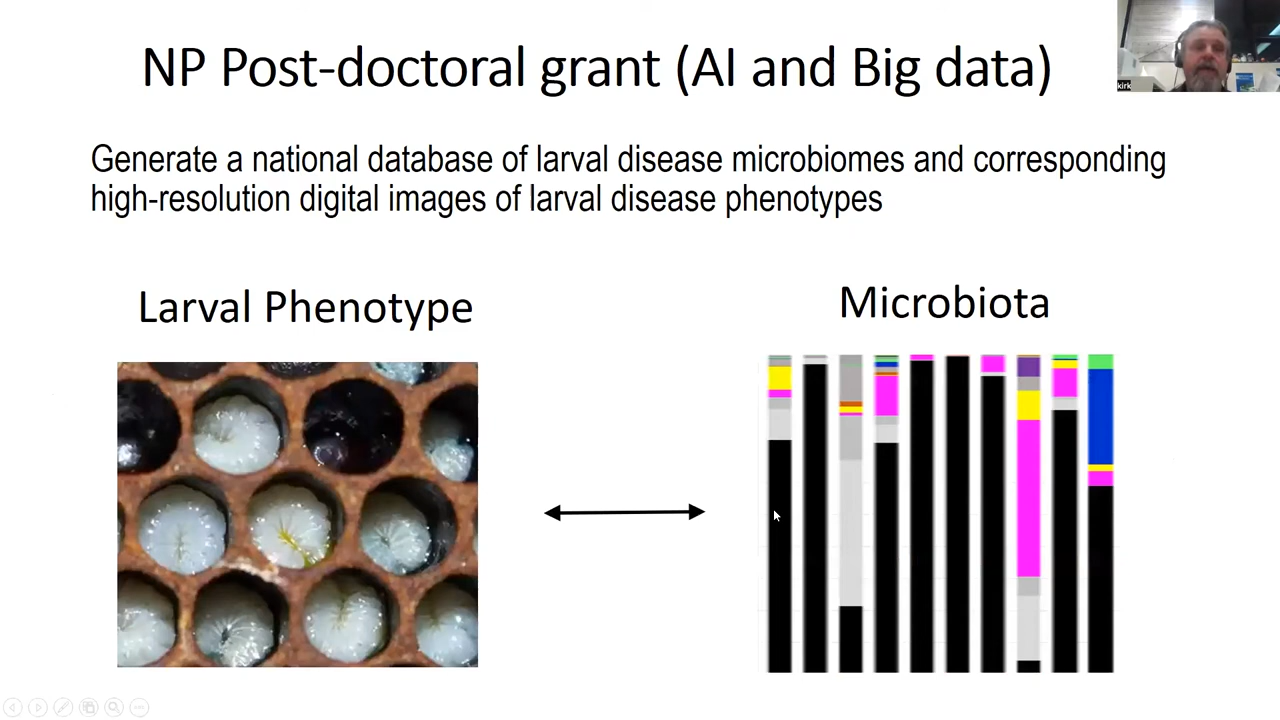 NP Post-doctoral grant (AI and Big data)
kirk
Generate a national database of larval disease microbiomes and corresponding
high-resolution digital images of larval disease phenotypes
Larval Phenotype
Microbiota